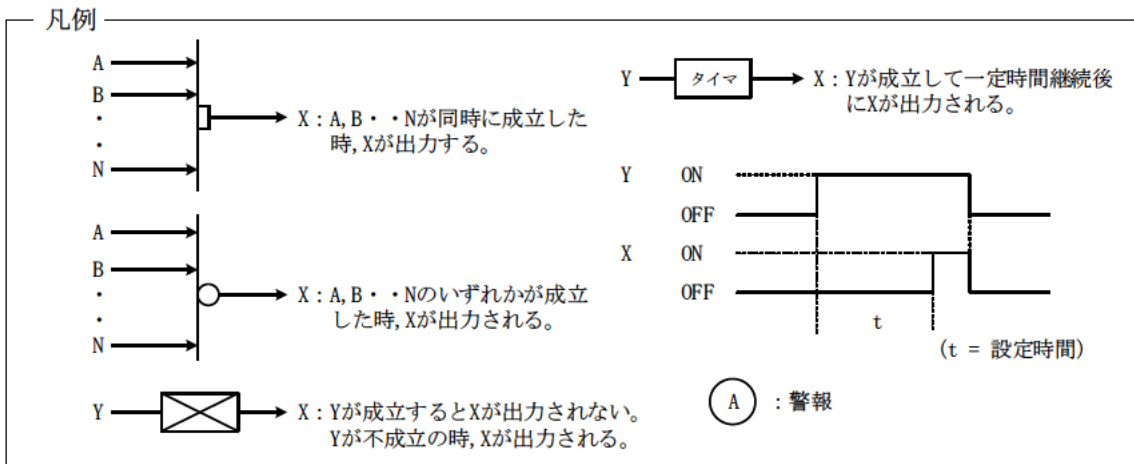 凡例
A
B
・
・
N
X：A,B・・Nが同時に成立した
時,Xが出力する。
A
B
・
・
N
X：A,B・・Nのいずれかが成立
した時,Xが出力される。
Y
X：Yが成立するとXが出力されない。
Yが不成立の時,Xが出力される。
Y
タイマ
X：Yが成立して一定時間継続後
にXが出力される。
Y ON
OFF
X ON
OFF
t
(t = 設定時間)
A ：警報